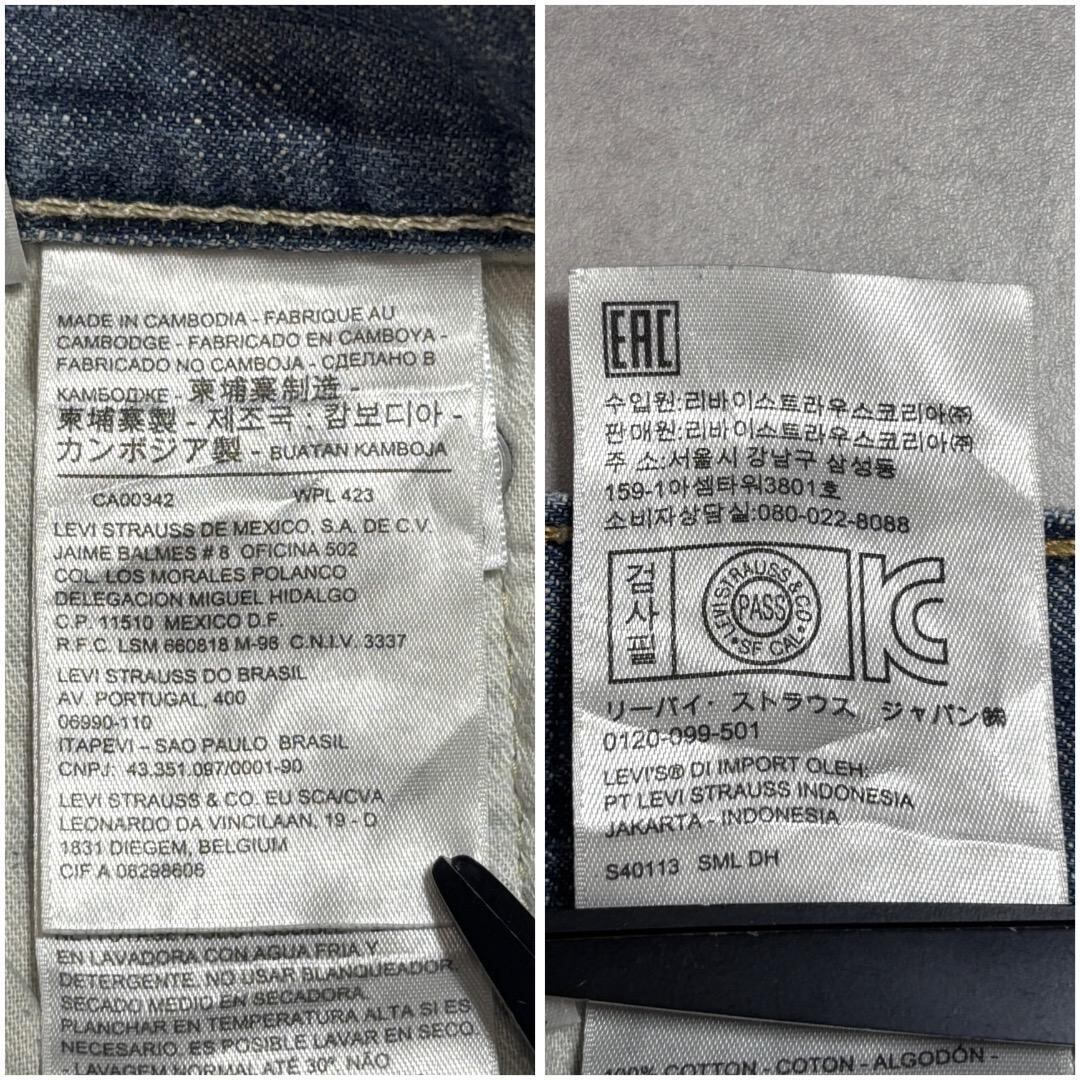 MADE IN CAMBODIA - FABRIQUE AU
CAMBODGE - FABRICADO EN CAMBOYA -
FABRICADO NO CAMBOJA - СДЕЛАНО В
КАМБОДЖЕ - 柬埔寨制造 -
柬埔寨製 - 제조국 : 캄보디아 -
カンボジア製 - BUATAN KAMBOJA
CA00342 WPL 423
LEVI STRAUSS DE MEXICO, S.A. DE C.V.
JAIME BALMES # 8 OFICINA 502
COL. LOS MORALES POLANCO
DELEGACION MIGUEL HIDALGO
C.P. 11510 MEXICO D.F.
R.F.C. LSM 660818 M-96 C.N.I.V. 3337
LEVI STRAUSS DO BRASIL
AV. PORTUGAL, 400
06990-110
ITAPEVI – SAO PAULO BRASIL
CNPJ: 43.351.097/0001-90
LEVI STRAUSS & CO. EU SCA/CVA
LEONARDO DA VINCILAAN, 19 - D
1831 DIEGEM, BELGIUM
CIF A 08298606
EN LAVADORA CON AGUA FRIA Y
DETERGENTE. NO USAR BLANQUEADOR.
SECADO MEDIO EN SECADORA.
PLANCHAR EN TEMPERATURA ALTA SI ES
NECESARIO. ES POSIBLE LAVAR EN SECO
- LAVAGEM NORMAL ATÉ 30°. NÃO
EAC
수입원:리바이스트라우스코리아㈜
판매원:리바이스트라우스코리아㈜
주 소:서울시 강남구 삼성동
159-1아셈타워3801호
소비자상담실:080-022-8088
검사필
LEVI STRAUSS & CO.
PASS
SF CAL
KC
リーバイ・ストラウス ジャパン㈱
0120-099-501
LEVI'S® DI IMPORT OLEH:
PT LEVI STRAUSS INDONESIA
JAKARTA - INDONESIA
S40113 SML DH
100% COTTON - COTON - ALGODÓN -